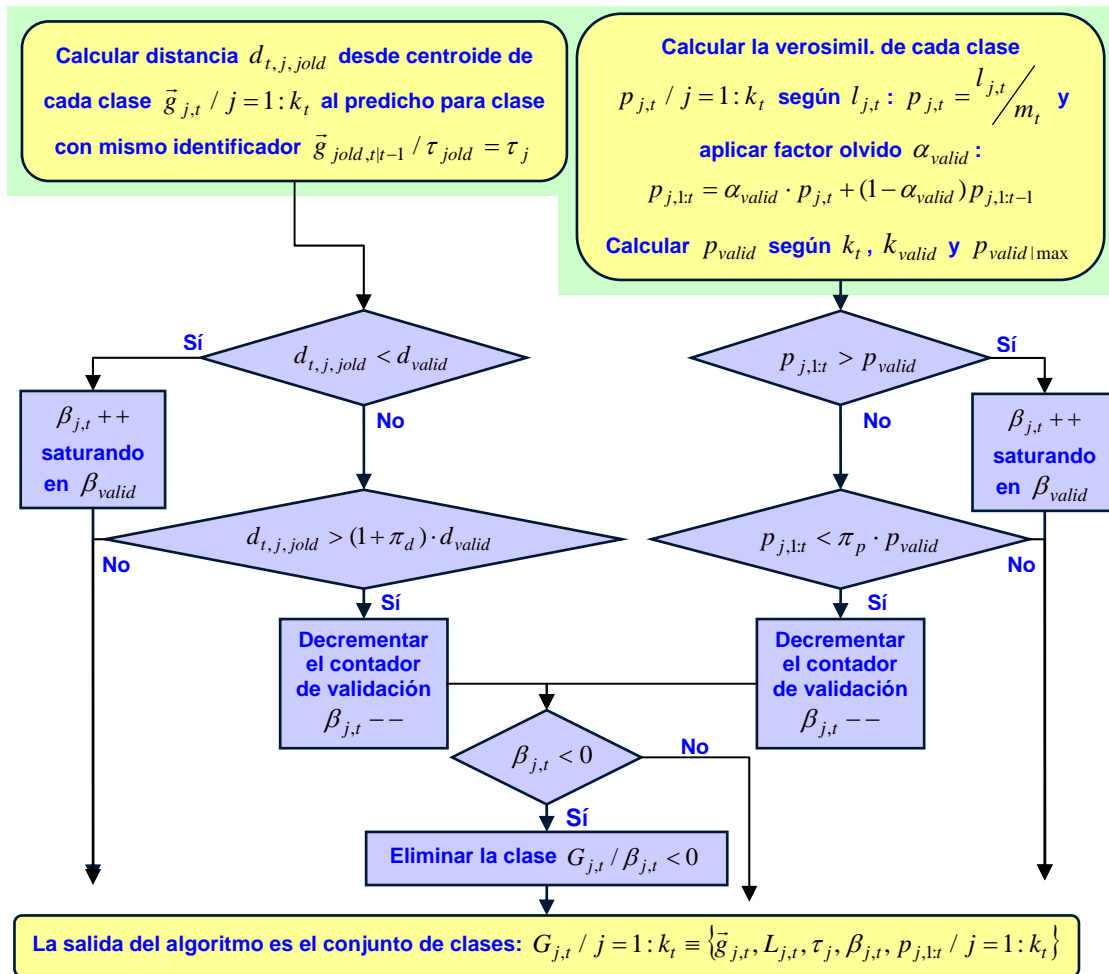 Calcular distancia d_{t,j,jold} desde centroide de
cada clase \vec{g}_{j,t} / j = 1 : k_t al predicho para clase
con mismo identificador \vec{g}_{jold,t|t-1} / τ_{jold} = τ_j
Calcular la verosimil. de cada clase
p_{j,t} / j = 1 : k_t según l_{j,t} : p_{j,t} = l_{j,t}/m_t y
aplicar factor olvido α_{valid} :
p_{j,1:t} = α_{valid} · p_{j,t} + (1 − α_{valid}) p_{j,1:t−1}
Calcular p_{valid} según k_t , k_{valid} y p_{valid|max}
Sí
d_{t,j,jold} < d_{valid}
No
β_{j,t} ++
saturando
en β_{valid}
d_{t,j,jold} > (1 + π_d) · d_{valid}
No
Sí
Decrementar
el contador
de validación
β_{j,t} − −
p_{j,1:t} > p_{valid}
Sí
No
β_{j,t} ++
saturando
en β_{valid}
p_{j,1:t} < π_p · p_{valid}
No
Sí
Decrementar
el contador
de validación
β_{j,t} − −
β_{j,t} < 0
No
Sí
Eliminar la clase G_{j,t} / β_{j,t} < 0
La salida del algoritmo es el conjunto de clases: G_{j,t} / j = 1 : k_t ≡ {\vec{g}_{j,t}, L_{j,t}, τ_j, β_{j,t}, p_{j,1:t} / j = 1 : k_t}